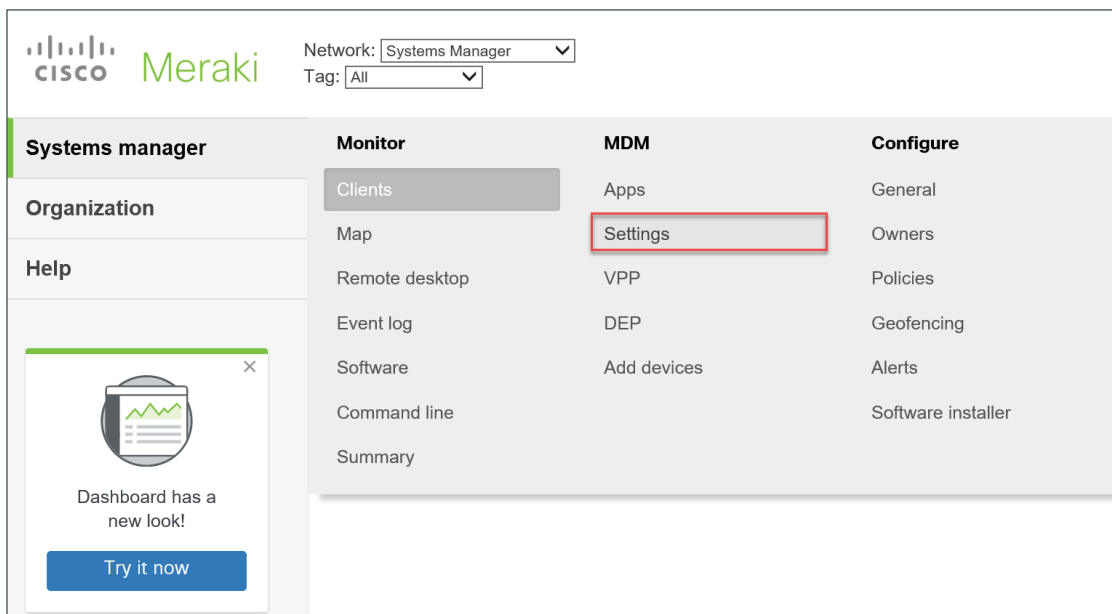 CISCO Meraki
Network: Systems Manager
Tag: All
Systems manager
Organization
Help
Monitor
Clients
Map
Remote desktop
Event log
Software
Command line
Summary
MDM
Apps
Settings
VPP
DEP
Add devices
Configure
General
Owners
Policies
Geofencing
Alerts
Software installer
Dashboard has a
new look!
Try it now